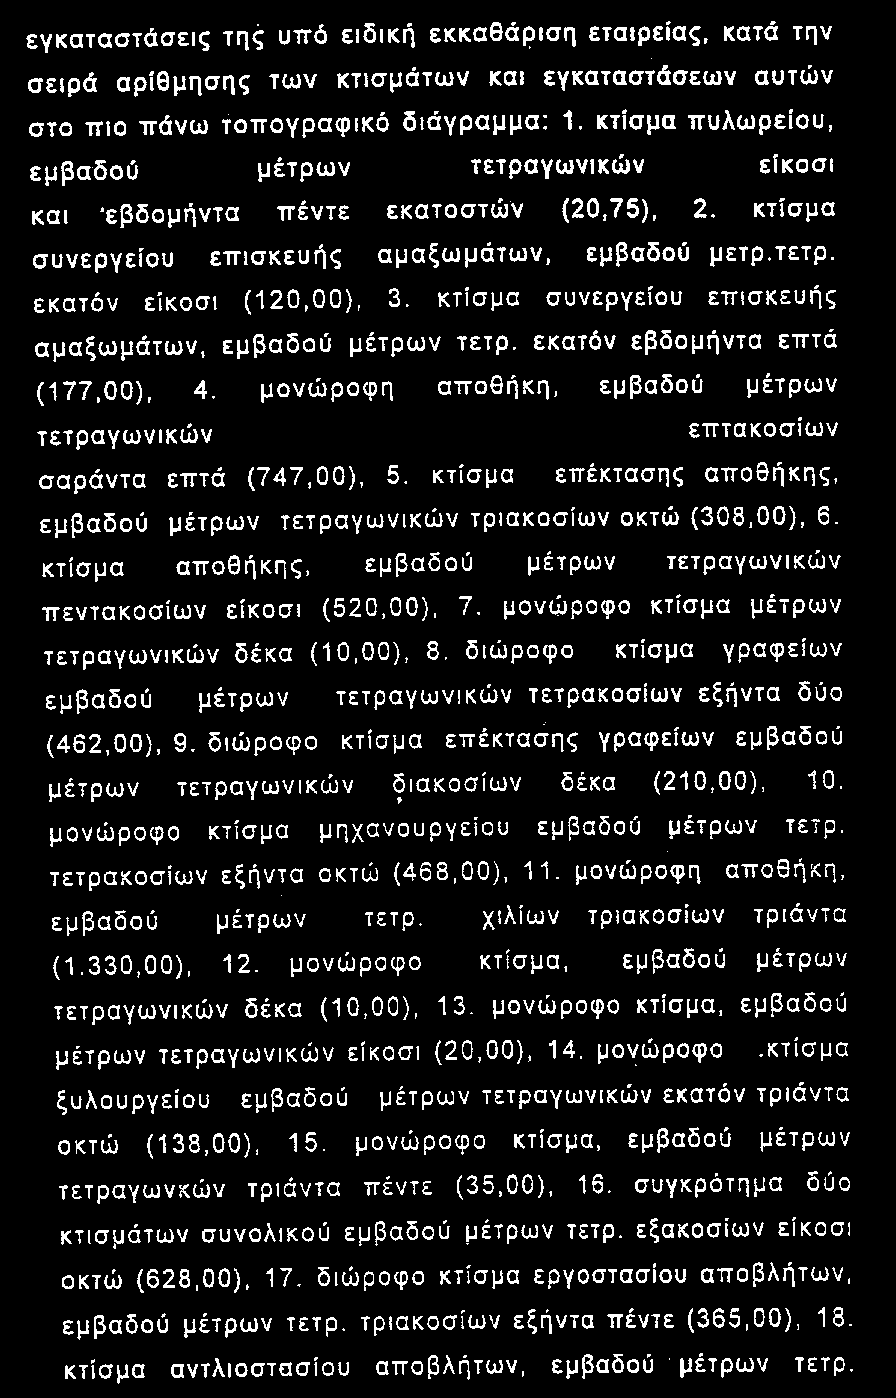 εγκαταστάσεις της υπό ειδική εκκαθάριση εταιρείας, κατά την
σειρά αρίθμησης των κτισμάτων και εγκαταστάσεων αυτών
στο πιο πάνω τοπογραφικό διάγραμμα: 1. κτίσμα πυλωρείου,
εμβαδού μέτρων τετραγωνικών είκοσι
και 'εβδομήντα πέντε εκατοστών (20,75), 2. κτίσμα
συνεργείου επισκευής αμαξωμάτων, εμβαδού μετρ.τετρ.
εκατόν είκοσι (120,00), 3. κτίσμα συνεργείου επισκευής
αμαξωμάτων, εμβαδού μέτρων τετρ. εκατόν εβδομήντα επτά
(177,00), 4. μονώροφη αποθήκη, εμβαδού μέτρων
τετραγωνικών επτακοσίων
σαράντα επτά (747,00), 5. κτίσμα επέκτασης αποθήκης,
εμβαδού μέτρων τετραγωνικών τριακοσίων οκτώ (308,00), 6.
κτίσμα αποθήκης, εμβαδού μέτρων τετραγωνικών
πεντακοσίων είκοσι (520,00), 7. μονώροφο κτίσμα μέτρων
τετραγωνικών δέκα (10,00), 8. διώροφο κτίσμα γραφείων
εμβαδού μέτρων τετραγωνικών τετρακοσίων εξήντα δύο
(462,00), 9. διώροφο κτίσμα επέκτασης γραφείων εμβαδού
μέτρων τετραγωνικών διακοσίων δέκα (210,00), 10.
μονώροφο κτίσμα μηχανουργείου εμβαδού μέτρων τετρ.
τετρακοσίων εξήντα οκτώ (468,00), 11. μονώροφη αποθήκη,
εμβαδού μέτρων τετρ. χιλίων τριακοσίων τριάντα
(1.330,00), 12. μονώροφο κτίσμα, εμβαδού μέτρων
τετραγωνικών δέκα (10,00), 13. μονώροφο κτίσμα, εμβαδού
μέτρων τετραγωνικών είκοσι (20,00), 14. μονώροφο .κτίσμα
ξυλουργείου εμβαδού μέτρων τετραγωνικών εκατόν τριάντα
οκτώ (138,00), 15. μονώροφο κτίσμα, εμβαδού μέτρων
τετραγωνκών τριάντα πέντε (35,00), 16. συγκρότημα δύο
κτισμάτων συνολικού εμβαδού μέτρων τετρ. εξακοσίων είκοσι
οκτώ (628,00), 17. διώροφο κτίσμα εργοστασίου αποβλήτων,
εμβαδού μέτρων τετρ. τριακοσίων εξήντα πέντε (365,00), 18.
κτίσμα αντλιοστασίου αποβλήτων, εμβαδού μέτρων τετρ.